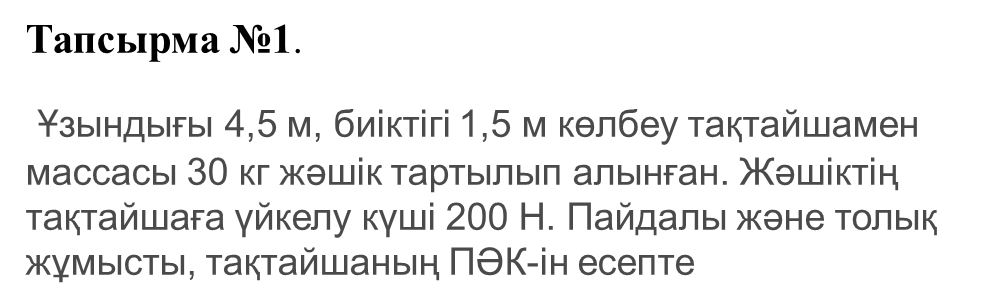 Тапсырма №1.
Ұзындығы 4,5 м, биіктігі 1,5 м көлбеу тақтайшамен
массасы 30 кг жәшік тартылып алынған. Жәшіктің
тақтайшаға үйкелу күші 200 Н. Пайдалы және толық
жұмысты, тақтайшаның ПӘК-ін есепте